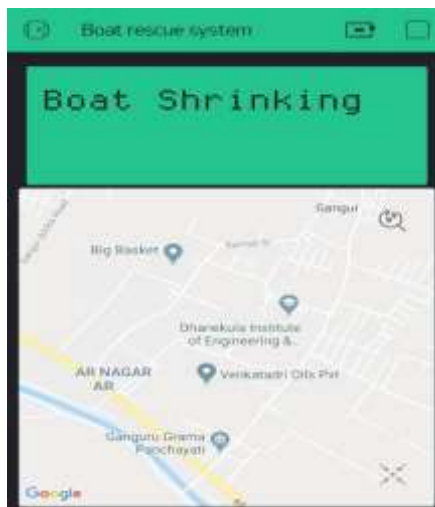 Boat rescue system
Boat Shrinking
Gangur
Big Basket
Dhanekula Institute
of Engineering &..
AR NAGAR
AR
Venkatadri Oils Pvt
Ganguru Grama
Panchayati
Google